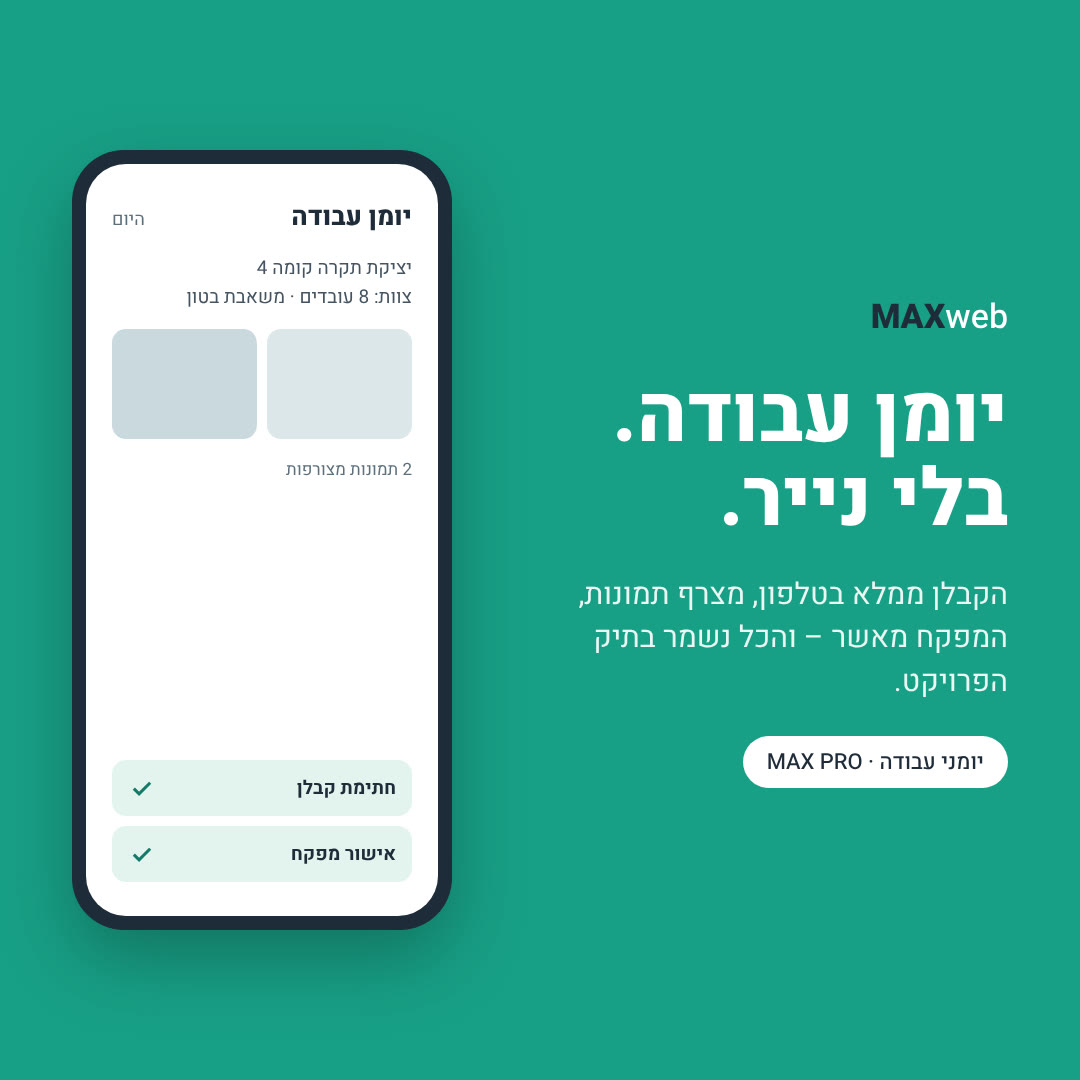 MAXweb
יומן עבודה.
בלי נייר.
הקבלן ממלא בטלפון, מצרף תמונות,
המפקח מאשר – והכל נשמר בתיק
הפרויקט.
יומני עבודה · MAX PRO
יומן עבודה
היום
יציקת תקרה קומה 4
צוות: 8 עובדים · משאבת בטון
2 תמונות מצורפות
חתימת קבלן
אישור מפקח